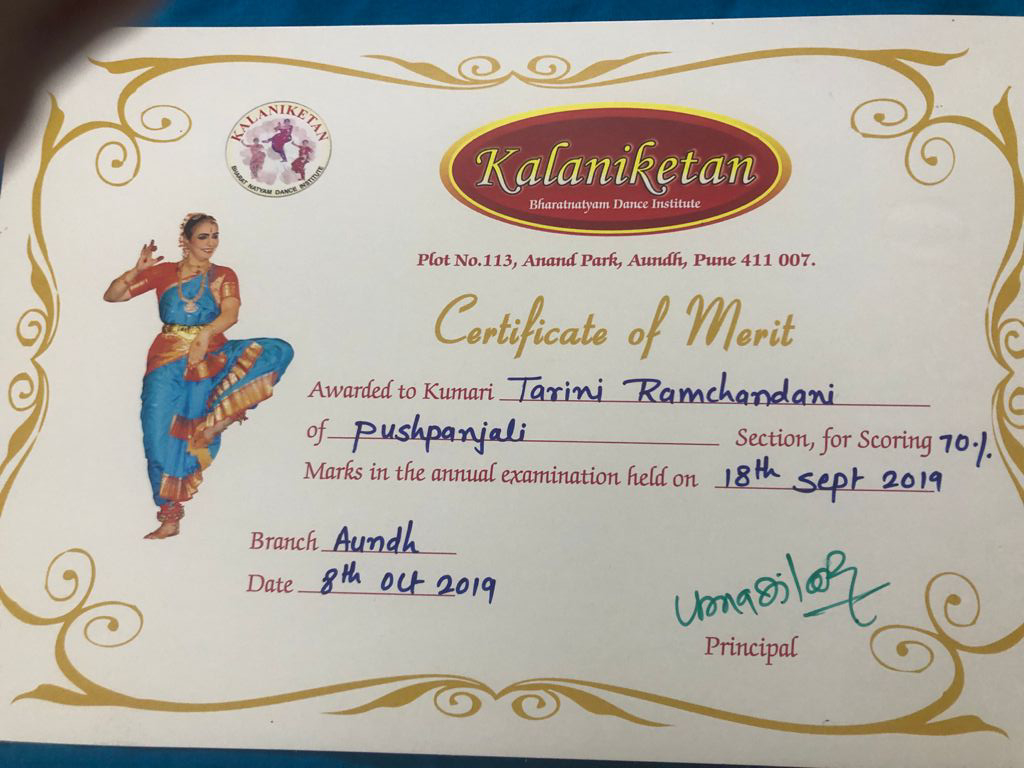 KALANIKETAN
BHARAT NATYAM DANCE INSTITUTE
Kalaniketan
Bharatnatyam Dance Institute
Plot No.113, Anand Park, Aundh, Pune 411 007.
Certificate of Merit
Awarded to Kumari Tarini Ramchandani
of Pushpanjali Section, for Scoring 70%
Marks in the annual examination held on 18th Sept 2019
Branch Aundh
Date 8th Oct 2019
Principal